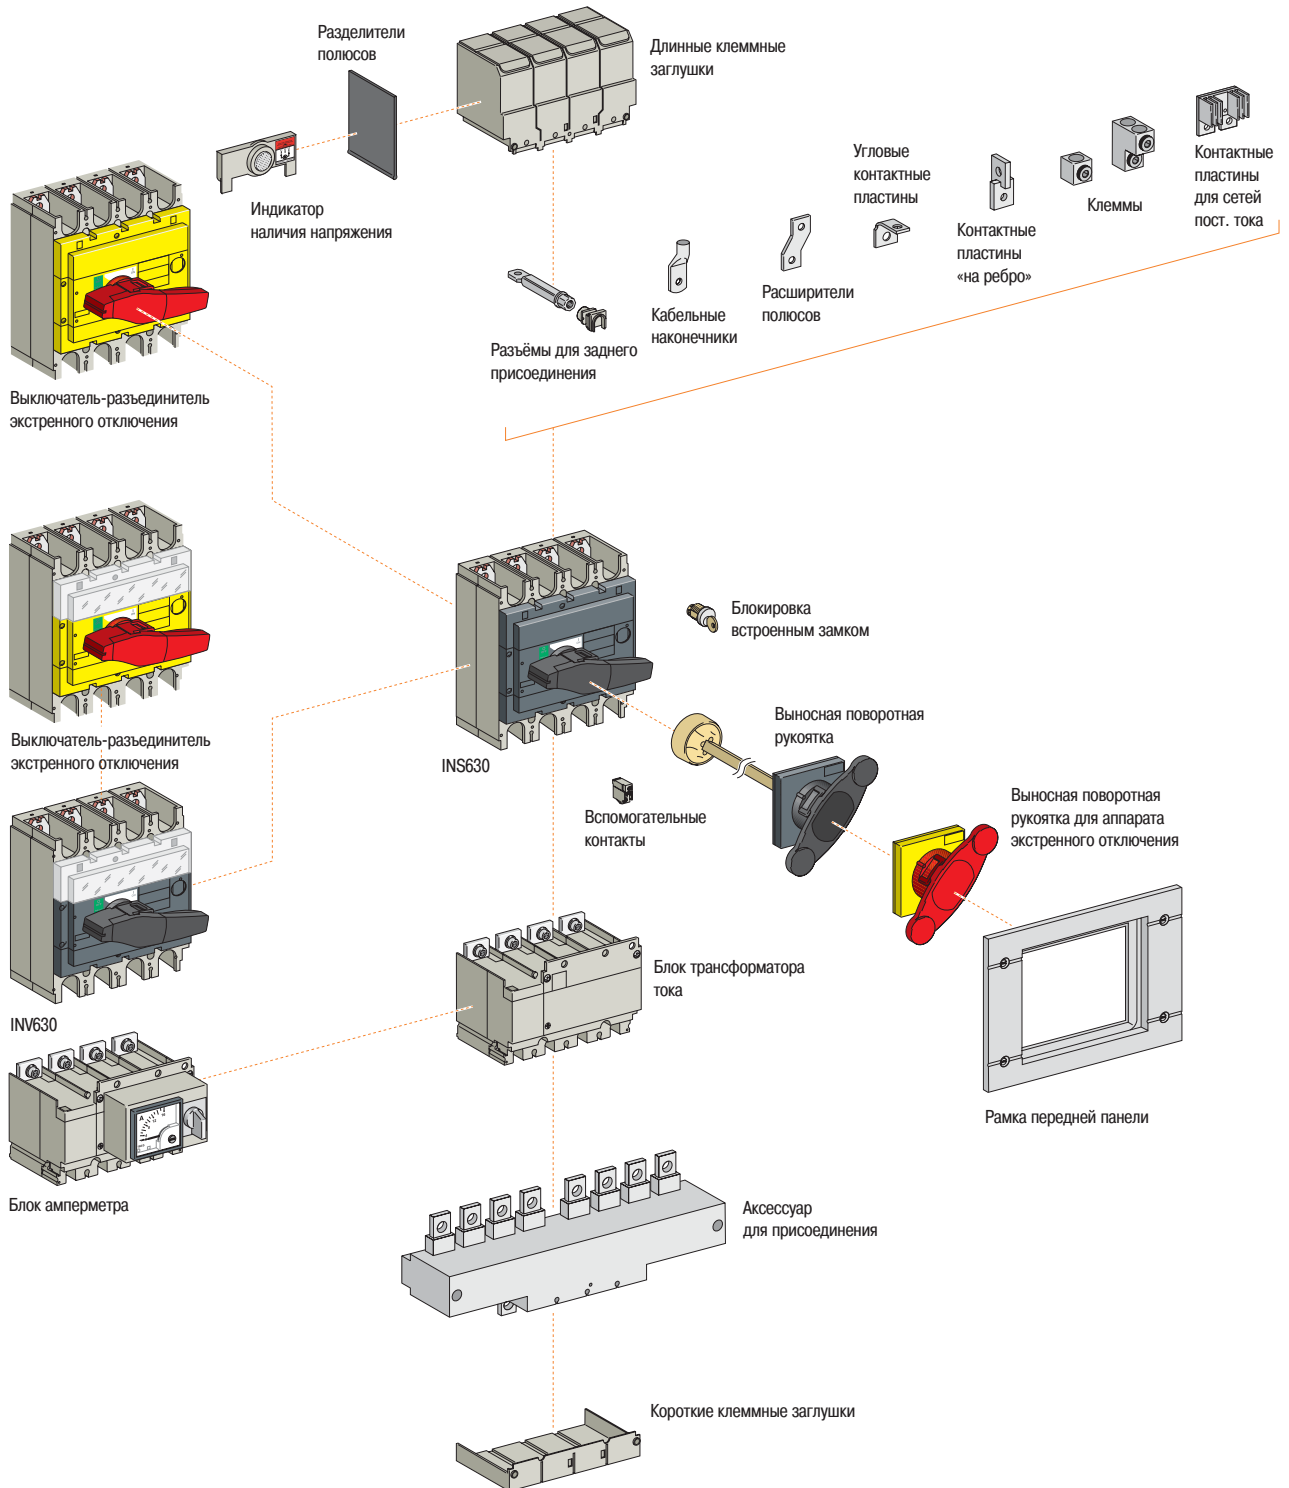 Разделители
полюсов
Длинные клеммные
заглушки
Индикатор
наличия напряжения
Угловые
контактные
пластины
Контактные
пластины
для сетей
пост. тока
Клеммы
Контактные
пластины
«на ребро»
Расширители
полюсов
Кабельные
наконечники
Разъёмы для заднего
присоединения
Выключатель-разъединитель
экстренного отключения
Блокировка
встроенным замком
Выключатель-разъединитель
экстренного отключения
INS630
Выносная поворотная
рукоятка
Вспомогательные
контакты
Выносная поворотная
рукоятка для аппарата
экстренного отключения
Блок трансформатора
тока
INV630
A
Рамка передней панели
Блок амперметра
Аксессуар
для присоединения
Короткие клеммные заглушки